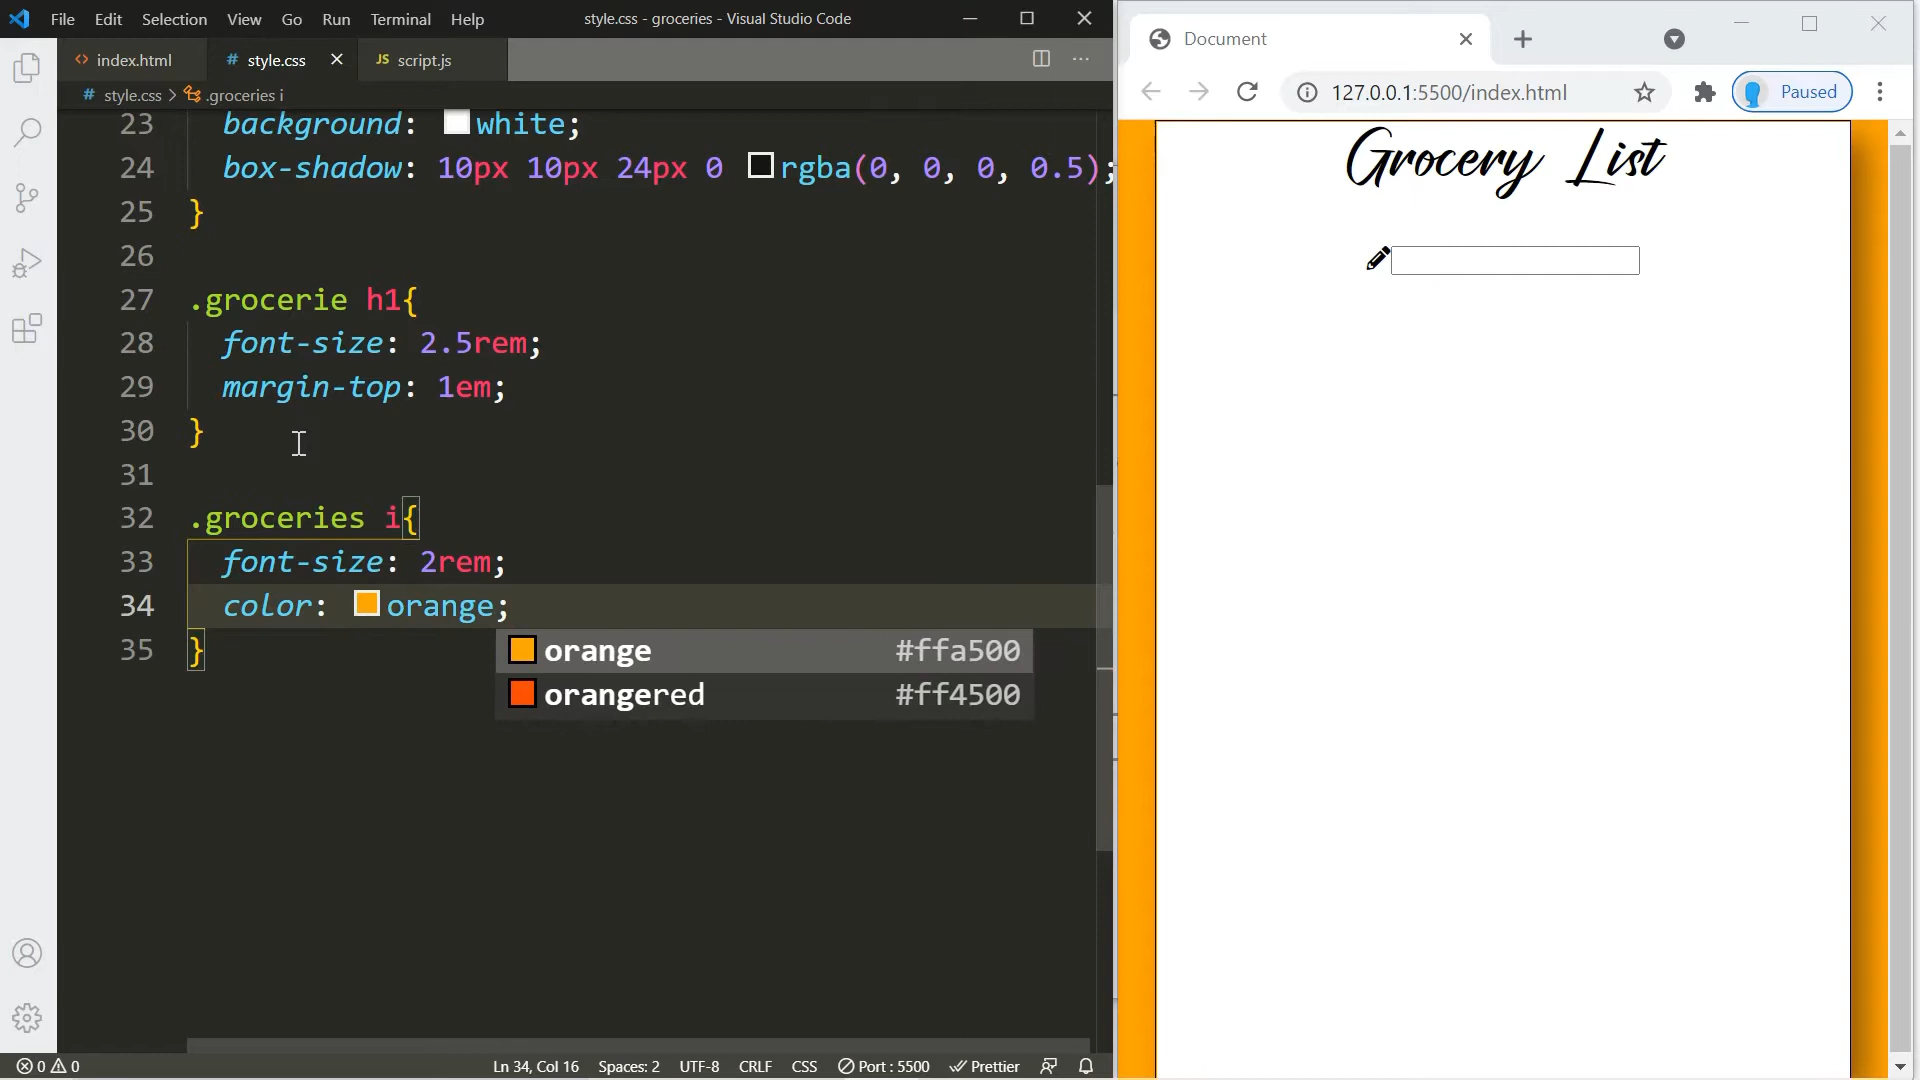 File Edit Selection View Go Run Terminal Help style.css - groceries - Visual Studio Code
<> index.html # style.css JS script.js
# style.css > .groceries i
23 background: white;
24 box-shadow: 10px 10px 24px 0 rgba(0, 0, 0, 0.5);
25 }
26
27 .grocerie h1{
28 font-size: 2.5rem;
29 margin-top: 1em;
30 }
31
32 .groceries i{
33 font-size: 2rem;
34 color: orange;
35 }
orange #ffa500
orangered #ff4500
0 0 Ln 34, Col 16 Spaces: 2 UTF-8 CRLF CSS Port : 5500 Prettier
Document
127.0.0.1:5500/index.html Paused
Grocery List